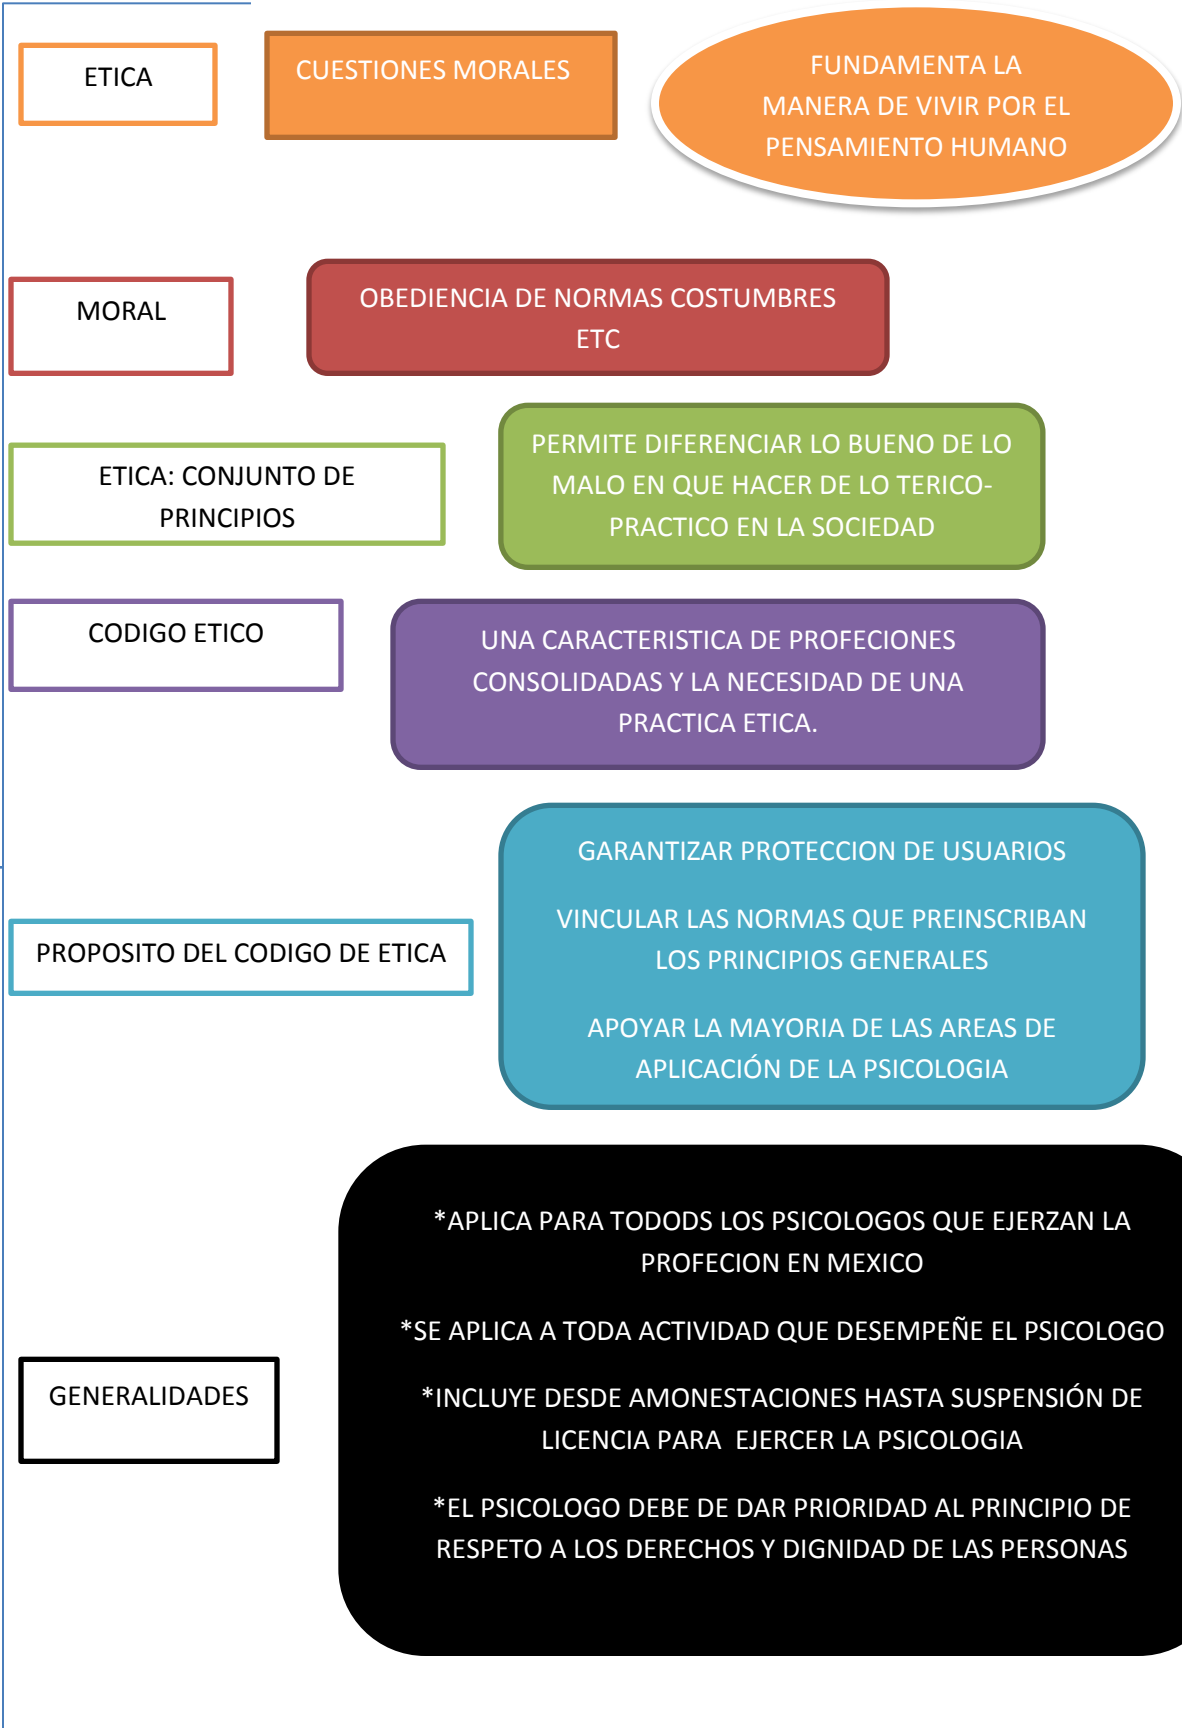 ETICA
CUESTIONES MORALES
FUNDAMENTA LA
MANERA DE VIVIR POR EL
PENSAMIENTO HUMANO
MORAL
OBEDIENCIA DE NORMAS COSTUMBRES
ETC
ETICA: CONJUNTO DE
PRINCIPIOS
PERMITE DIFERENCIAR LO BUENO DE LO
MALO EN QUE HACER DE LO TERICO-
PRACTICO EN LA SOCIEDAD
CODIGO ETICO
UNA CARACTERISTICA DE PROFECIONES
CONSOLIDADAS Y LA NECESIDAD DE UNA
PRACTICA ETICA.
PROPOSITO DEL CODIGO DE ETICA
GARANTIZAR PROTECCION DE USUARIOS
VINCULAR LAS NORMAS QUE PREINSCRIBAN
LOS PRINCIPIOS GENERALES
APOYAR LA MAYORIA DE LAS AREAS DE
APLICACIÓN DE LA PSICOLOGIA
GENERALIDADES
*APLICA PARA TODODS LOS PSICOLOGOS QUE EJERZAN LA
PROFECION EN MEXICO
*SE APLICA A TODA ACTIVIDAD QUE DESEMPEÑE EL PSICOLOGO
*INCLUYE DESDE AMONESTACIONES HASTA SUSPENSIÓN DE
LICENCIA PARA  EJERCER LA PSICOLOGIA
*EL PSICOLOGO DEBE DE DAR PRIORIDAD AL PRINCIPIO DE
RESPETO A LOS DERECHOS Y DIGNIDAD DE LAS PERSONAS